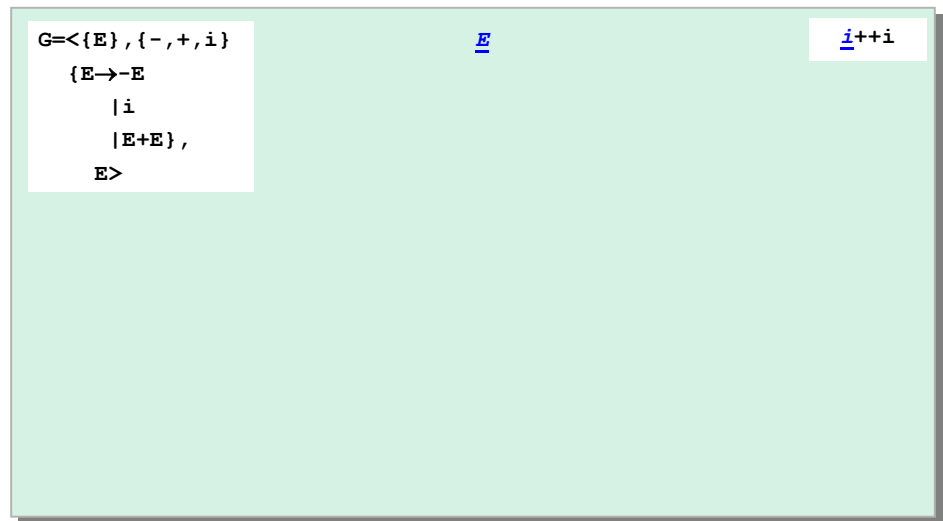 G=<{E},{-,+,i}
{E→-E
|i
|E+E},
E>
E
i++i